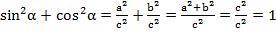 sin²α + cos²α = a²/c² + b²/c² = a²+b²/c² = c²/c² = 1